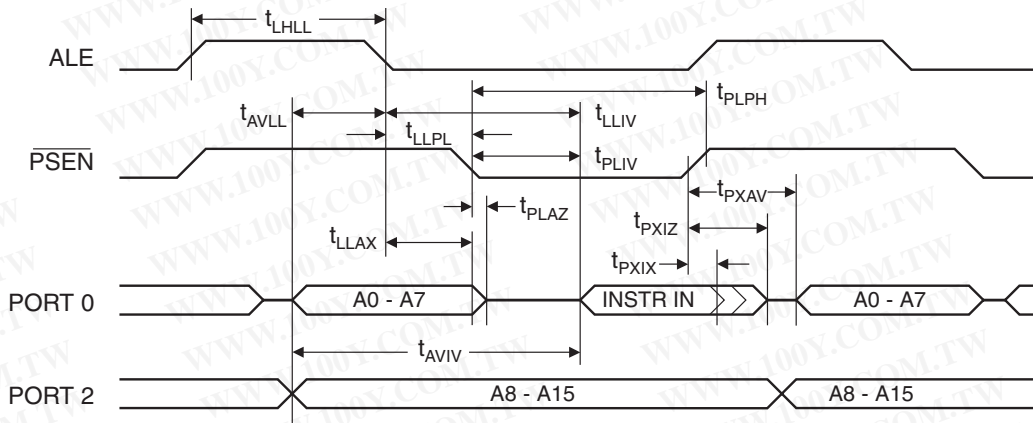 tLHLL
ALE
tPLPH
tAVLL
tLLIV
tLLPL
PSEN
tPLIV
tPXAV
tPLAZ
tPXIZ
tLLAX
tPXIX
PORT 0
A0 - A7
INSTR IN
A0 - A7
tAVIV
PORT 2
A8 - A15
A8 - A15
WWW.100Y.COM.TW